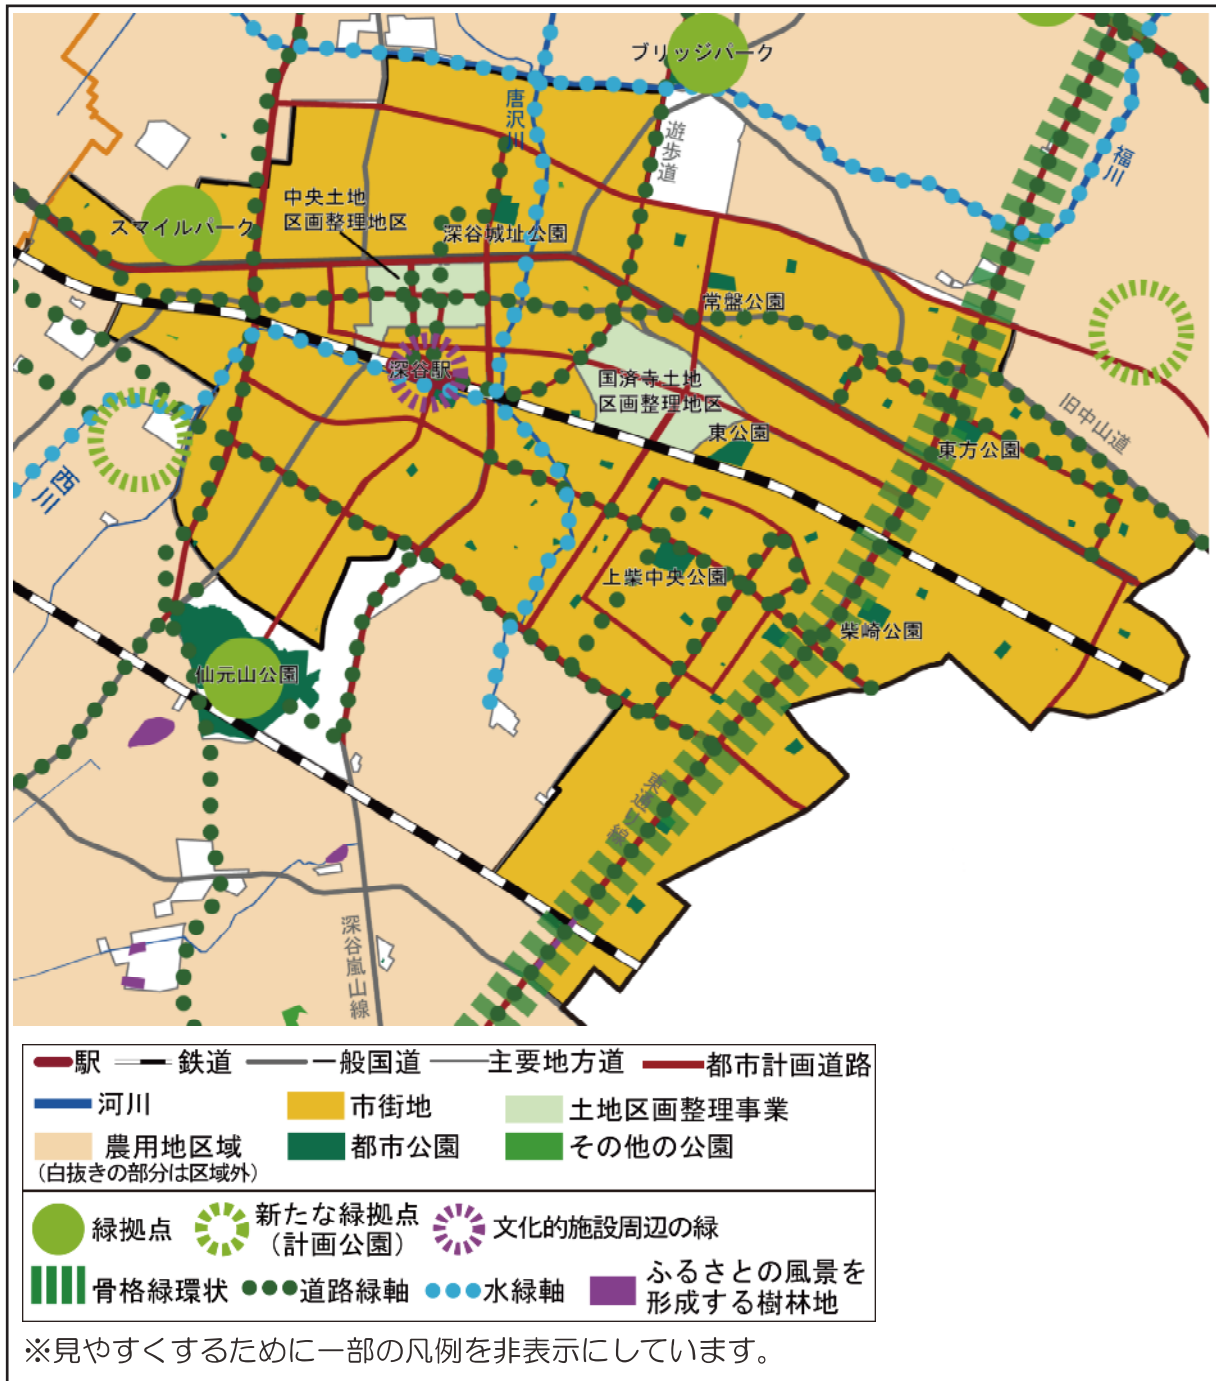 ブリッジパーク
唐沢川
遊歩道
福川
中央土地
区画整理地区
スマイルパーク
深谷城址公園
常盤公園
深谷駅
国済寺土地
区画整理地区
旧中山道
東公園
東方公園
西川
上柴中央公園
柴崎公園
仙元山公園
東通り線
深谷嵐山線
駅 鉄道 一般国道 主要地方道 都市計画道路
河川 市街地 土地区画整理事業
農用地区域 都市公園 その他の公園
(白抜きの部分は区域外)
緑拠点 新たな緑拠点 文化的施設周辺の緑
(計画公園)
骨格緑環状 道路緑軸 水緑軸 ふるさとの風景を
形成する樹林地
※見やすくするために一部の凡例を非表示にしています。